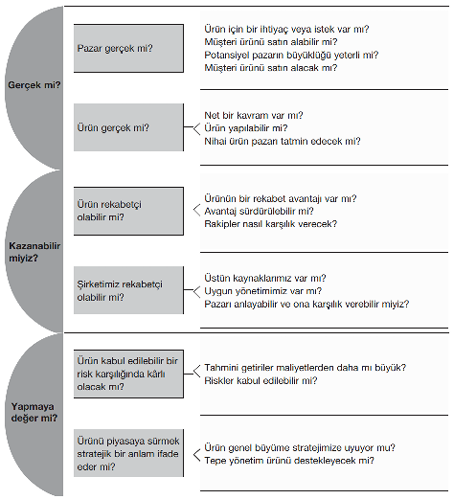 Gerçek mi?
Pazar gerçek mi?
Ürün için bir ihtiyaç veya istek var mı?
Müşteri ürünü satın alabilir mi?
Potansiyel pazarın büyüklüğü yeterli mi?
Müşteri ürünü satın alacak mı?
Ürün gerçek mi?
Net bir kavram var mı?
Ürün yapılabilir mi?
Nihai ürün pazarı tatmin edecek mi?
Kazanabilir
miyiz?
Ürün rekabetçi
olabilir mi?
Ürünün bir rekabet avantajı var mı?
Avantaj sürdürülebilir mi?
Rakipler nasıl karşılık verecek?
Şirketimiz rekabetçi
olabilir mi?
Üstün kaynaklarımız var mı?
Uygun yönetimimiz var mı?
Pazarı anlayabilir ve ona karşılık verebilir miyiz?
Yapmaya
değer mi?
Ürün kabul edilebilir bir
risk karşılığında kârlı
olacak mı?
Tahmini getiriler maliyetlerden daha mı büyük?
Riskler kabul edilebilir mi?
Ürünü piyasaya sürmek
stratejik bir anlam ifade
eder mi?
Ürün genel büyüme stratejimize uyuyor mu?
Tepe yönetim ürünü destekleyecek mi?